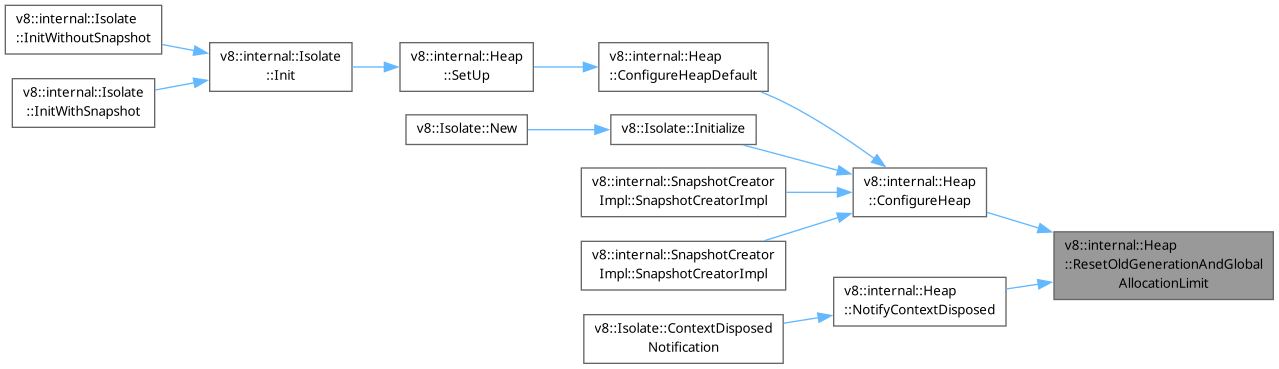 v8::internal::Isolate
::InitWithoutSnapshot
v8::internal::Isolate
::InitWithSnapshot
v8::internal::Isolate
::Init
v8::internal::Heap
::SetUp
v8::internal::Heap
::ConfigureHeapDefault
v8::Isolate::New
v8::Isolate::Initialize
v8::internal::SnapshotCreator
Impl::SnapshotCreatorImpl
v8::internal::SnapshotCreator
Impl::SnapshotCreatorImpl
v8::internal::Heap
::ConfigureHeap
v8::internal::Heap
::ResetOldGenerationAndGlobal
AllocationLimit
v8::internal::Heap
::NotifyContextDisposed
v8::Isolate::ContextDisposed
Notification